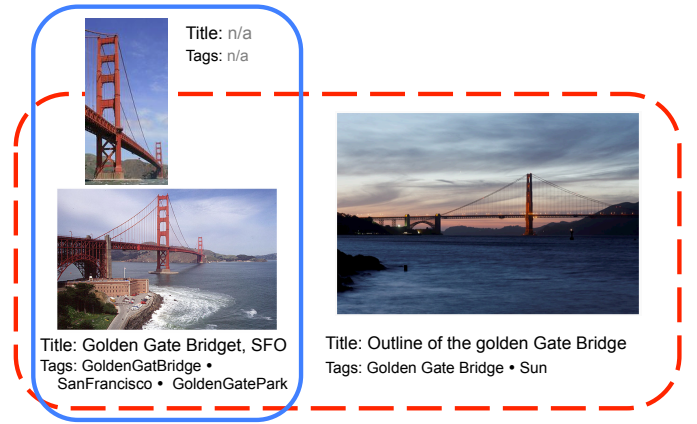 Title: n/a
Tags: n/a
Title: Golden Gate Bridget, SFO
Tags: GoldenGatBridge •
SanFrancisco • GoldenGatePark
Title: Outline of the golden Gate Bridge
Tags: Golden Gate Bridge • Sun